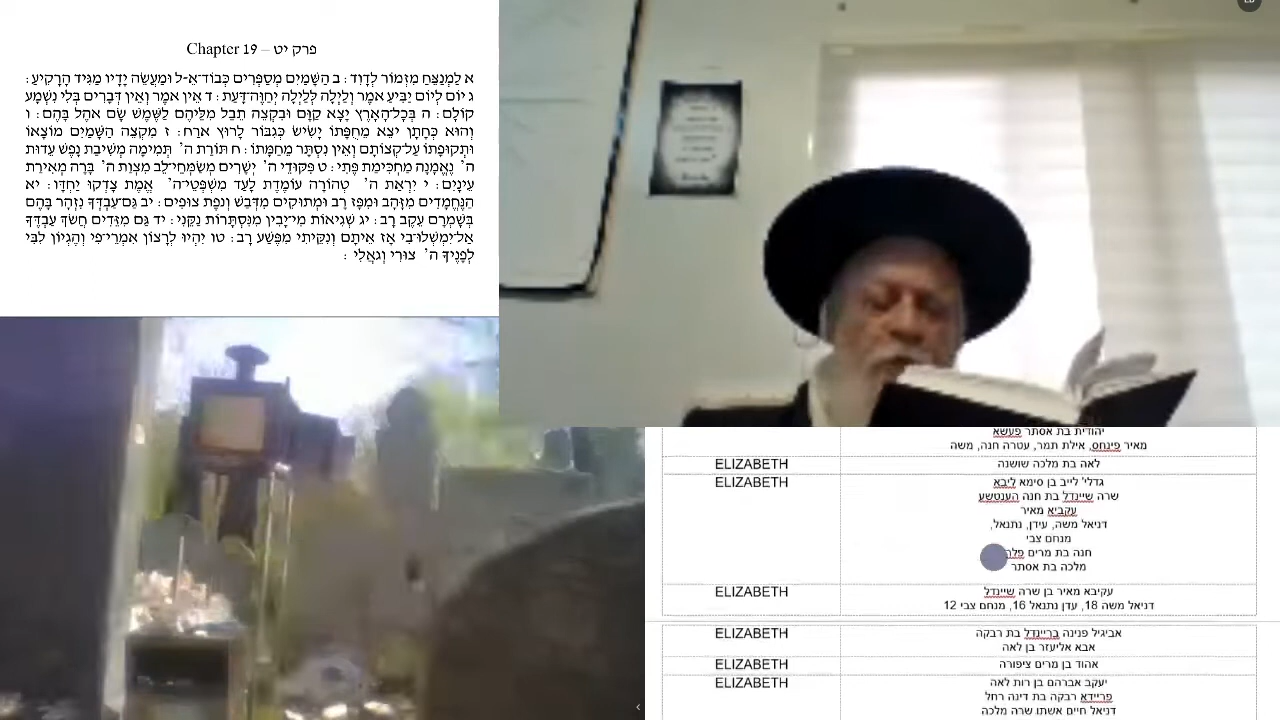 Chapter 19 – פרק יט
א לַמְנַצֵּחַ מִזְמוֹר לְדָוִד: ב הַשָּׁמַיִם מְסַפְּרִים כְּבוֹד־אֵ-ל וּמַעֲשֵׂה יָדָיו מַגִּיד הָרָקִיעַ:
ג יוֹם לְיוֹם יַבִּיעַ אֹמֶר וְלַיְלָה לְּלַיְלָה יְחַוֶּה־דָּעַת: ד אֵין אֹמֶר וְאֵין דְּבָרִים בְּלִי נִשְׁמָע
קוֹלָם: ה בְּכָל־הָאָרֶץ יָצָא קַוָּם וּבִקְצֵה תֵבֵל מִלֵּיהֶם לַשֶּׁמֶשׁ שָׂם אֹהֶל בָּהֶם: ו
וְהוּא כְּחָתָן יֹצֵא מֵחֻפָּתוֹ יָשִׂישׂ כְּגִבּוֹר לָרוּץ אֹרַח: ז מִקְצֵה הַשָּׁמַיִם מוֹצָאוֹ
וּתְקוּפָתוֹ עַל־קְצוֹתָם וְאֵין נִסְתָּר מֵחַמָּתוֹ: ח תּוֹרַת ה' תְּמִימָה מְשִׁיבַת נָפֶשׁ עֵדוּת
ה' נֶאֱמָנָה מַחְכִּימַת פֶּתִי: ט פִּקּוּדֵי ה' יְשָׁרִים מְשַׂמְּחֵי־לֵב מִצְוַת ה' בָּרָה מְאִירַת
עֵינָיִם: י יִרְאַת ה' טְהוֹרָה עוֹמֶדֶת לָעַד מִשְׁפְּטֵי־ה' אֱמֶת צָדְקוּ יַחְדָּו: יא
הַנֶּחֱמָדִים מִזָּהָב וּמִפַּז רָב וּמְתוּקִים מִדְּבַשׁ וְנֹפֶת צוּפִים: יב גַּם־עַבְדְּךָ נִזְהָר בָּהֶם
בְּשָׁמְרָם עֵקֶב רָב: יג שְׁגִיאוֹת מִי־יָבִין מִנִּסְתָּרוֹת נַקֵּנִי: יד גַּם מִזֵּדִים חֲשֹׂךְ עַבְדֶּךָ
אַל־יִמְשְׁלוּ־בִי אָז אֵיתָם וְנִקֵּיתִי מִפֶּשַׁע רָב: טו יִהְיוּ לְרָצוֹן אִמְרֵי־פִי וְהֶגְיוֹן לִבִּי
לְפָנֶיךָ ה' צוּרִי וְגֹאֲלִי:
יהודית בת אסתר פעשא
מאיר פינחס, אילת תמר, עטרה חנה, משה
ELIZABETH לאה בת מלכה שושנה
ELIZABETH גדלי' לייב בן סימא ליבא
שרה שיינדל בת חנה הענטשע
עקביא מאיר
דניאל משה, עידן, נתנאל,
מנחם צבי
חנה בת מרים
מלכה בת אסתר
ELIZABETH עקיבא מאיר בן שרה שיינדל
דניאל משה 18, עדן נתנאל 16, מנחם צבי 12
ELIZABETH אביגיל פנינה בריינדל בת רבקה
אבא אליעזר בן לאה
ELIZABETH אהוד בן מרים ציפורה
ELIZABETH יעקב אברהם בן רות לאה
פריידא רבקה בת דינה רחל
דניאל חיים אשתו שרה מלכה